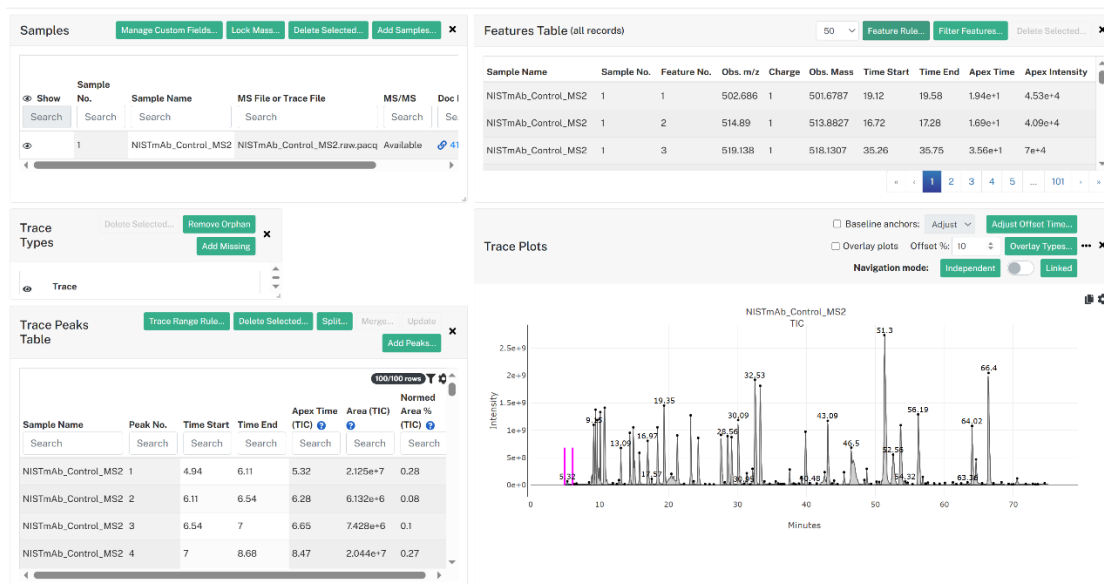 Samples
Manage Custom Fields... Lock Mass... Delete Selected... Add Samples...
Show Sample No. Sample Name MS File or Trace File MS/MS
Search Search Search Search Search
1 NISTmAb_Control_MS2 NISTmAb_Control_MS2.raw.pacq Available
Features Table (all records)
50 Feature Rule... Filter Features... Delete Selected...
Sample Name Sample No. Feature No. Obs. m/z Charge Obs. Mass Time Start Time End Apex Time Apex Intensity
NISTmAb_Control_MS2 1 1 502.686 1 501.6787 19.12 19.58 1.94e+1 4.53e+4
NISTmAb_Control_MS2 1 2 514.89 1 513.8827 16.72 17.28 1.69e+1 4.09e+4
NISTmAb_Control_MS2 1 3 519.138 1 518.1307 35.26 35.75 3.56e+1 7e+4
« ‹ 1 2 3 4 5 ... 101 › »
Trace Types
Delete Selected... Remove Orphan
Add Missing
Trace
Trace Plots
Baseline anchors: Adjust Adjust Offset Time...
Overlay plots Offset %: 10 Overlay Types...
Navigation mode: Independent Linked
Trace Peaks Table
Trace Range Rule... Delete Selected... Split... Merge... Update
Add Peaks...
100/100 rows
Sample Name Peak No. Time Start Time End Apex Time (TIC) Area (TIC) Normed Area % (TIC)
Search Search Search Search Search Search Search
NISTmAb_Control_MS2 1 4.94 6.11 5.32 2.125e+7 0.28
NISTmAb_Control_MS2 2 6.11 6.54 6.28 6.132e+6 0.08
NISTmAb_Control_MS2 3 6.54 7 6.65 7.428e+6 0.1
NISTmAb_Control_MS2 4 7 8.68 8.47 2.044e+7 0.27
NISTmAb_Control_MS2
TIC
Intensity
2.5e+9
2e+9
1.5e+9
1e+9
5e+8
0e+0
51.3
32.53
66.4
19.35
30.09
43.09
56.19
64.02
28.56
16.97
13.09
46.5
17.57
5.32
0 10 20 30 40 50 60 70
Minutes